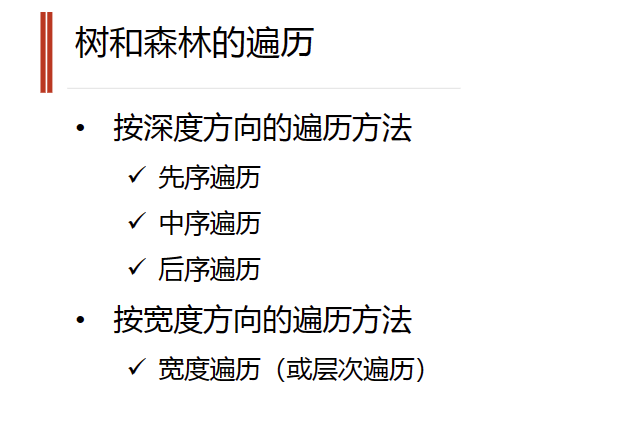 树和森林的遍历
• 按深度方向的遍历方法
✓ 先序遍历
✓ 中序遍历
✓ 后序遍历
• 按宽度方向的遍历方法
✓ 宽度遍历（或层次遍历）